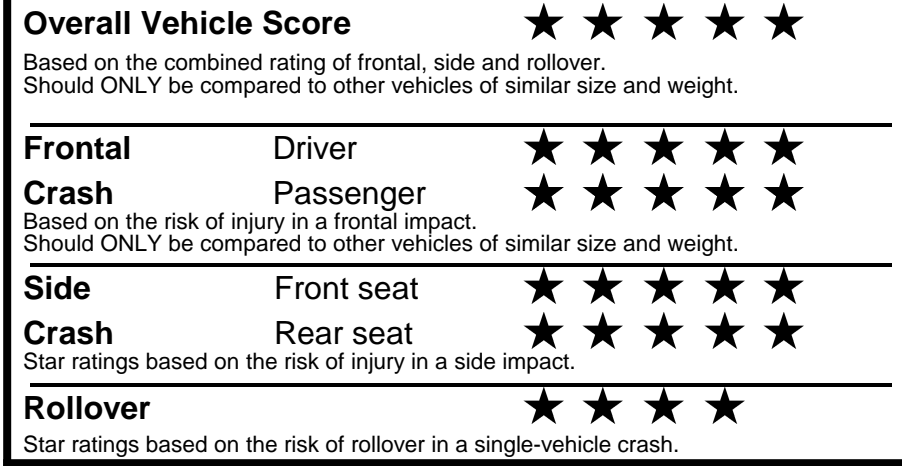 Overall Vehicle Score ★ ★ ★ ★ ★
Based on the combined rating of frontal, side and rollover.
Should ONLY be compared to other vehicles of similar size and weight.
Frontal Driver ★ ★ ★ ★ ★
Crash Passenger ★ ★ ★ ★ ★
Based on the risk of injury in a frontal impact.
Should ONLY be compared to other vehicles of similar size and weight.
Side Front seat ★ ★ ★ ★ ★
Crash Rear seat ★ ★ ★ ★ ★
Star ratings based on the risk of injury in a side impact.
Rollover ★ ★ ★ ★
Star ratings based on the risk of rollover in a single-vehicle crash.